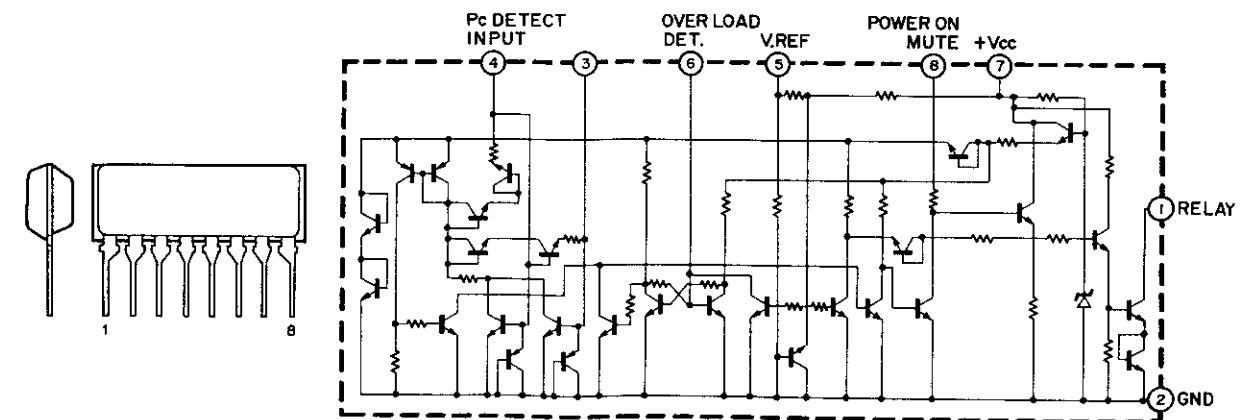 Pc DETECT
INPUT
OVER LOAD
DET.
V.REF
POWER ON
MUTE
+Vcc
4
3
6
5
8
7
1
RELAY
1
8
2
GND